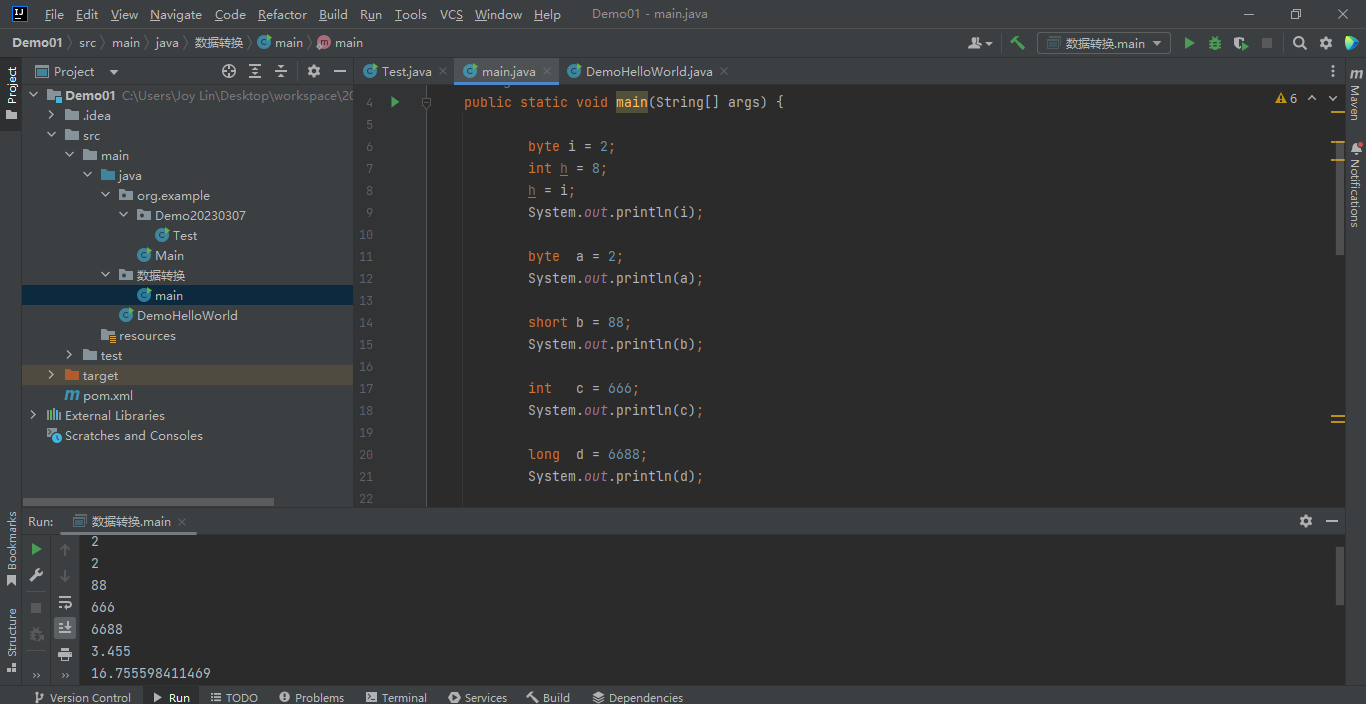 File Edit View Navigate Code Refactor Build Run Tools VCS Window Help Demo01 - main.java
Demo01 src main java 数据转换 main main 数据转换.main
Project
Test.java main.java DemoHelloWorld.java
Project
Demo01 C:\Users\Joy Lin\Desktop\workspace\20
.idea
src
main
java
org.example
Demo20230307
Test
Main
数据转换
main
DemoHelloWorld
resources
test
target
pom.xml
External Libraries
Scratches and Consoles
6
4 public static void main(String[] args) {
5
6 byte i = 2;
7 int h = 8;
8 h = i;
9 System.out.println(i);
10
11 byte  a = 2;
12 System.out.println(a);
13
14 short b = 88;
15 System.out.println(b);
16
17 int   c = 666;
18 System.out.println(c);
19
20 long  d = 6688;
21 System.out.println(d);
22
Maven
Notifications
Bookmarks
Structure
Run: 数据转换.main
2
2
88
666
6688
3.455
16.755598411469
Version Control Run TODO Problems Terminal Services Build Dependencies